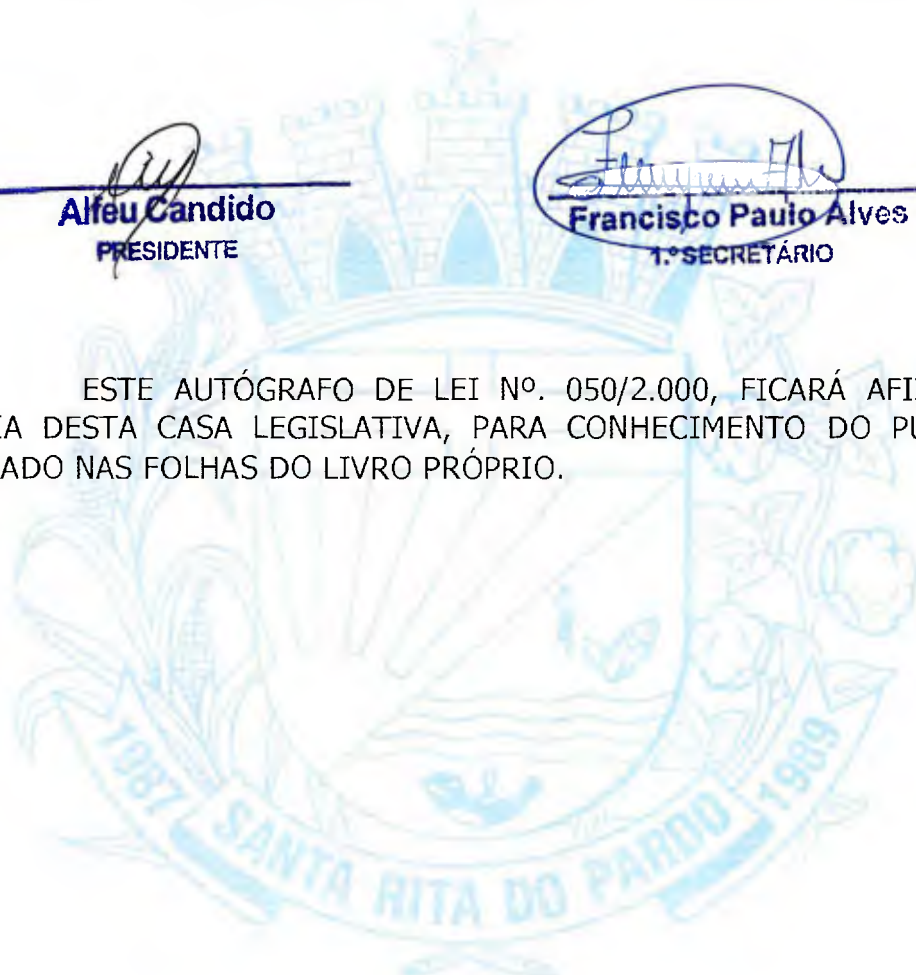 Alfeu Candido
PRESIDENTE
Francisco Paulo Alves
1.º SECRETÁRIO
ESTE AUTÓGRAFO DE LEI Nº. 050/2.000, FICARÁ
DESTA CASA LEGISLATIVA, PARA CONHECIMENTO DO
NAS FOLHAS DO LIVRO PRÓPRIO.
1987 SANTA RITA DO PARDO 1989